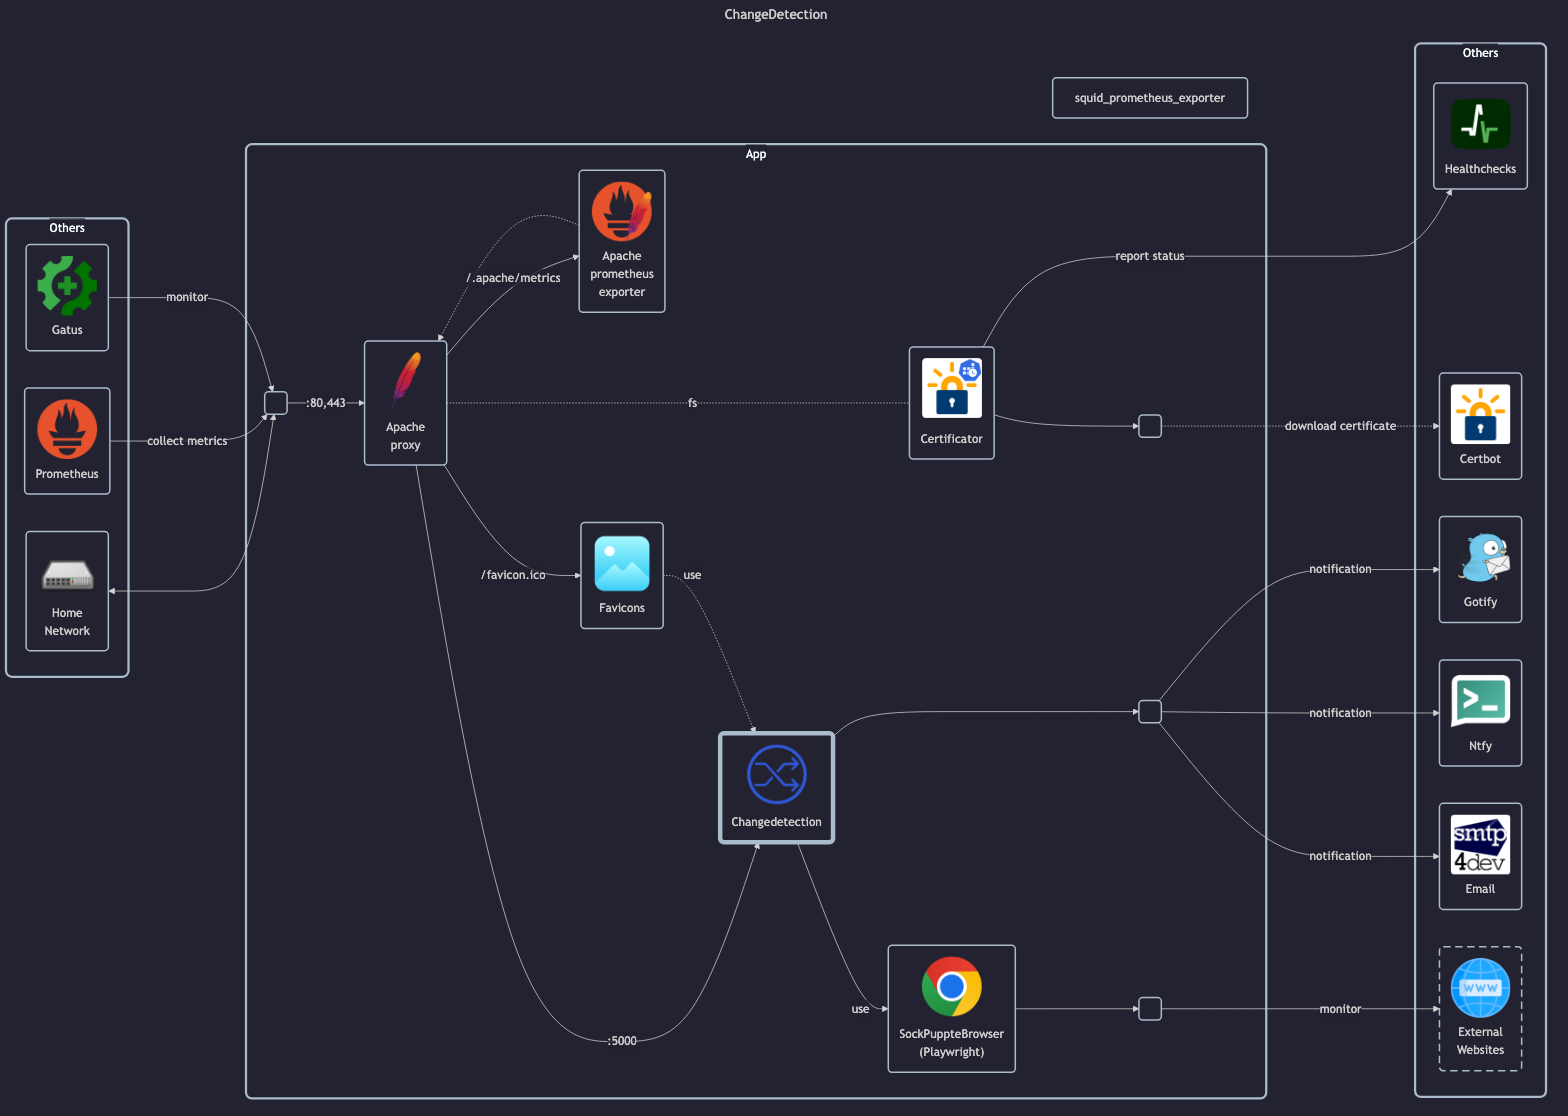 ChangeDetection
squid_prometheus_exporter
Others
Gatus
Prometheus
Home
Network
monitor
collect metrics
:80,443
App
Apache
prometheus
exporter
/.apache/metrics
Apache
proxy
fs
Certificator
report status
download certificate
/favicon.ico
Favicons
use
Changedetection
:5000
use
SockPuppteBrowser
(Playwright)
notification
notification
notification
monitor
Others
Healthchecks
Certbot
Gotify
>_
Ntfy
smtp
4dev
Email
WWW
External
Websites